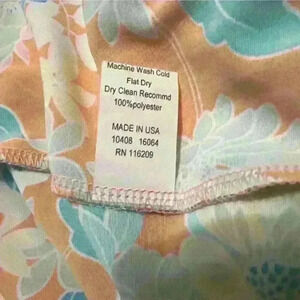 Machine Wash Cold
Flat Dry
Dry Clean Recommd
100%polyester
MADE IN USA
10408 16064
RN 116209